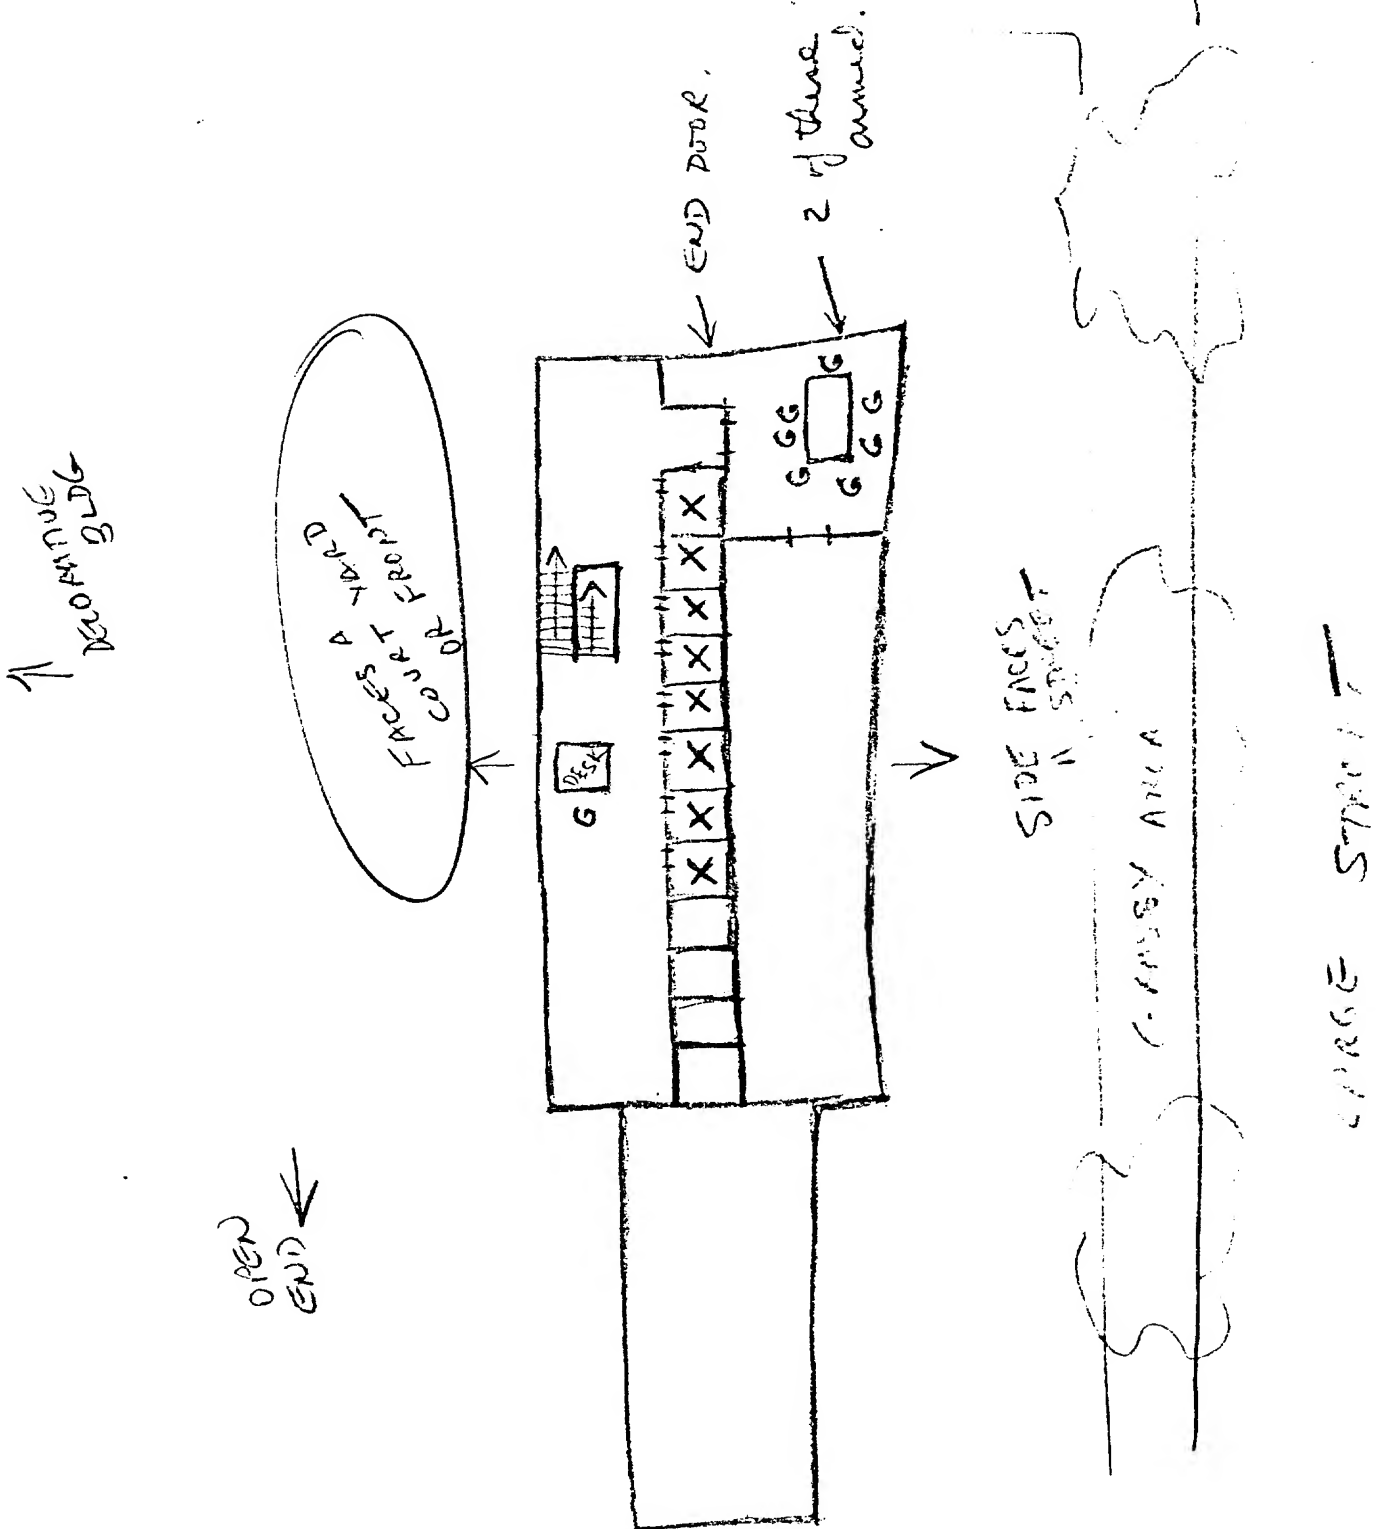 DECORATIVE
BLDG
FACES A YARD
COURT FRONT
OR
OPEN
END
END DOOR.
2 of these
armed.
DESK
G
G
G
G
G
G
G
G
X
X
X
X
X
X
X
X
SIDE FACES
A STREET
GRASSY AREA
LARGE STREET